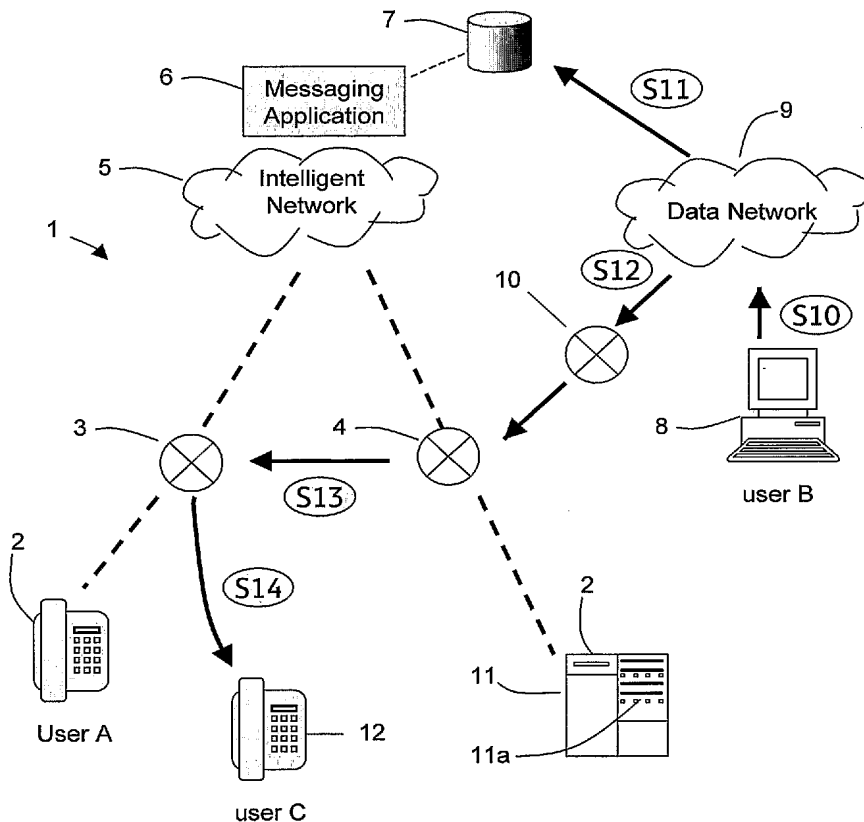 7
6
Messaging
Application
S11
9
5
Intelligent
Network
Data Network
1
S12
10
S10
3
4
8
S13
user B
2
S14
2
11
User A
12
11a
user C